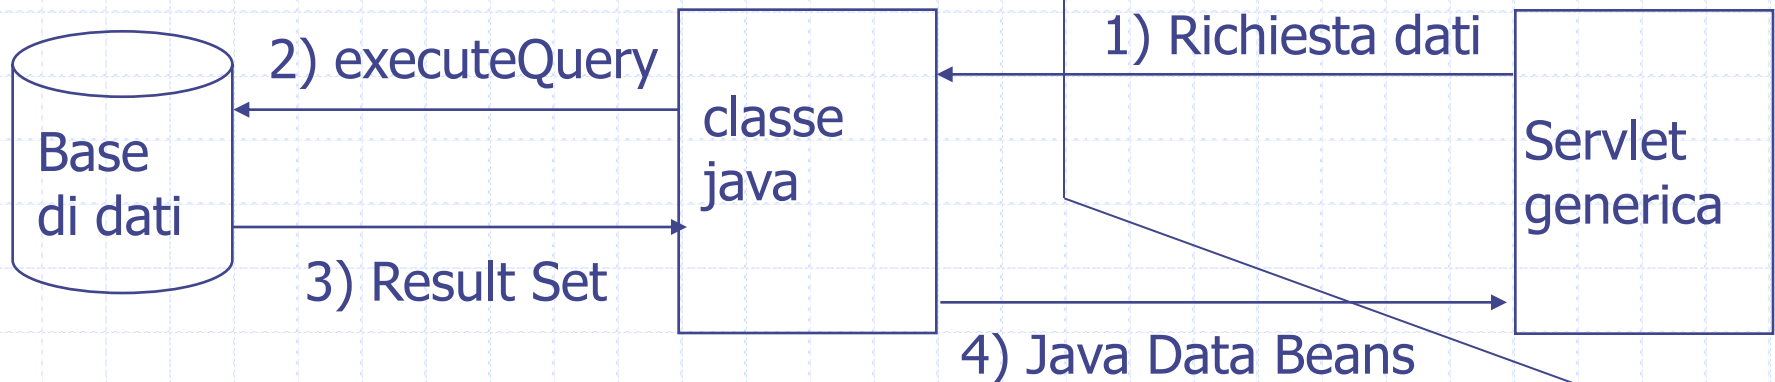 1) Richiesta dati
2) executeQuery
classe
java
Servlet
generica
Base
di dati
3) Result Set
4) Java Data Beans